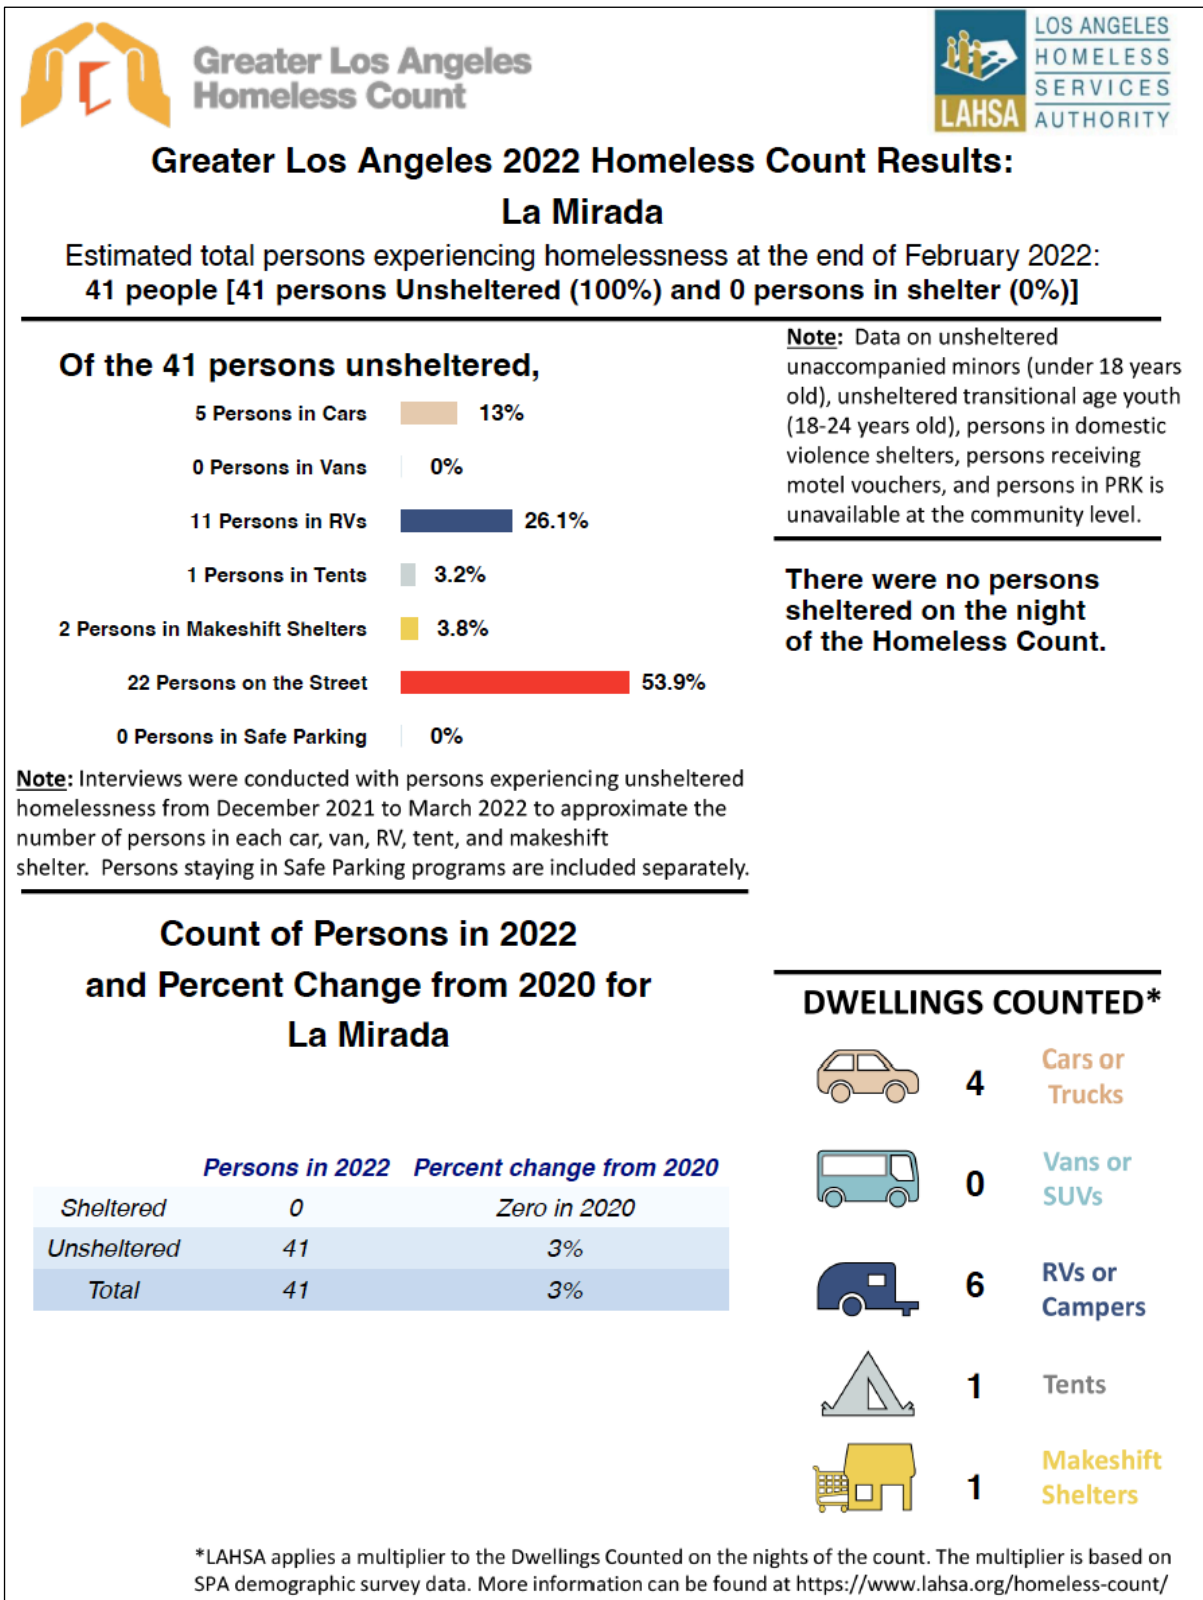 Greater Los Angeles
Homeless Count
LAHSA
LOS ANGELES
HOMELESS
SERVICES
AUTHORITY
Greater Los Angeles 2022 Homeless Count Results:
La Mirada
Estimated total persons experiencing homelessness at the end of February 2022:
41 people [41 persons Unsheltered (100%) and 0 persons in shelter (0%)]
Of the 41 persons unsheltered,
5 Persons in Cars 13%
0 Persons in Vans 0%
11 Persons in RVs 26.1%
1 Persons in Tents 3.2%
2 Persons in Makeshift Shelters 3.8%
22 Persons on the Street 53.9%
0 Persons in Safe Parking 0%
Note: Interviews were conducted with persons experiencing unsheltered
homelessness from December 2021 to March 2022 to approximate the
number of persons in each car, van, RV, tent, and makeshift
shelter. Persons staying in Safe Parking programs are included separately.
Note: Data on unsheltered
unaccompanied minors (under 18 years
old), unsheltered transitional age youth
(18-24 years old), persons in domestic
violence shelters, persons receiving
motel vouchers, and persons in PRK is
unavailable at the community level.
There were no persons
sheltered on the night
of the Homeless Count.
Count of Persons in 2022
and Percent Change from 2020 for
La Mirada
Persons in 2022 Percent change from 2020
Sheltered 0 Zero in 2020
Unsheltered 41 3%
Total 41 3%
DWELLINGS COUNTED*
4 Cars or
Trucks
0 Vans or
SUVs
6 RVs or
Campers
1 Tents
1 Makeshift
Shelters
*LAHSA applies a multiplier to the Dwellings Counted on the nights of the count. The multiplier is based on
SPA demographic survey data. More information can be found at https://www.lahsa.org/homeless-count/